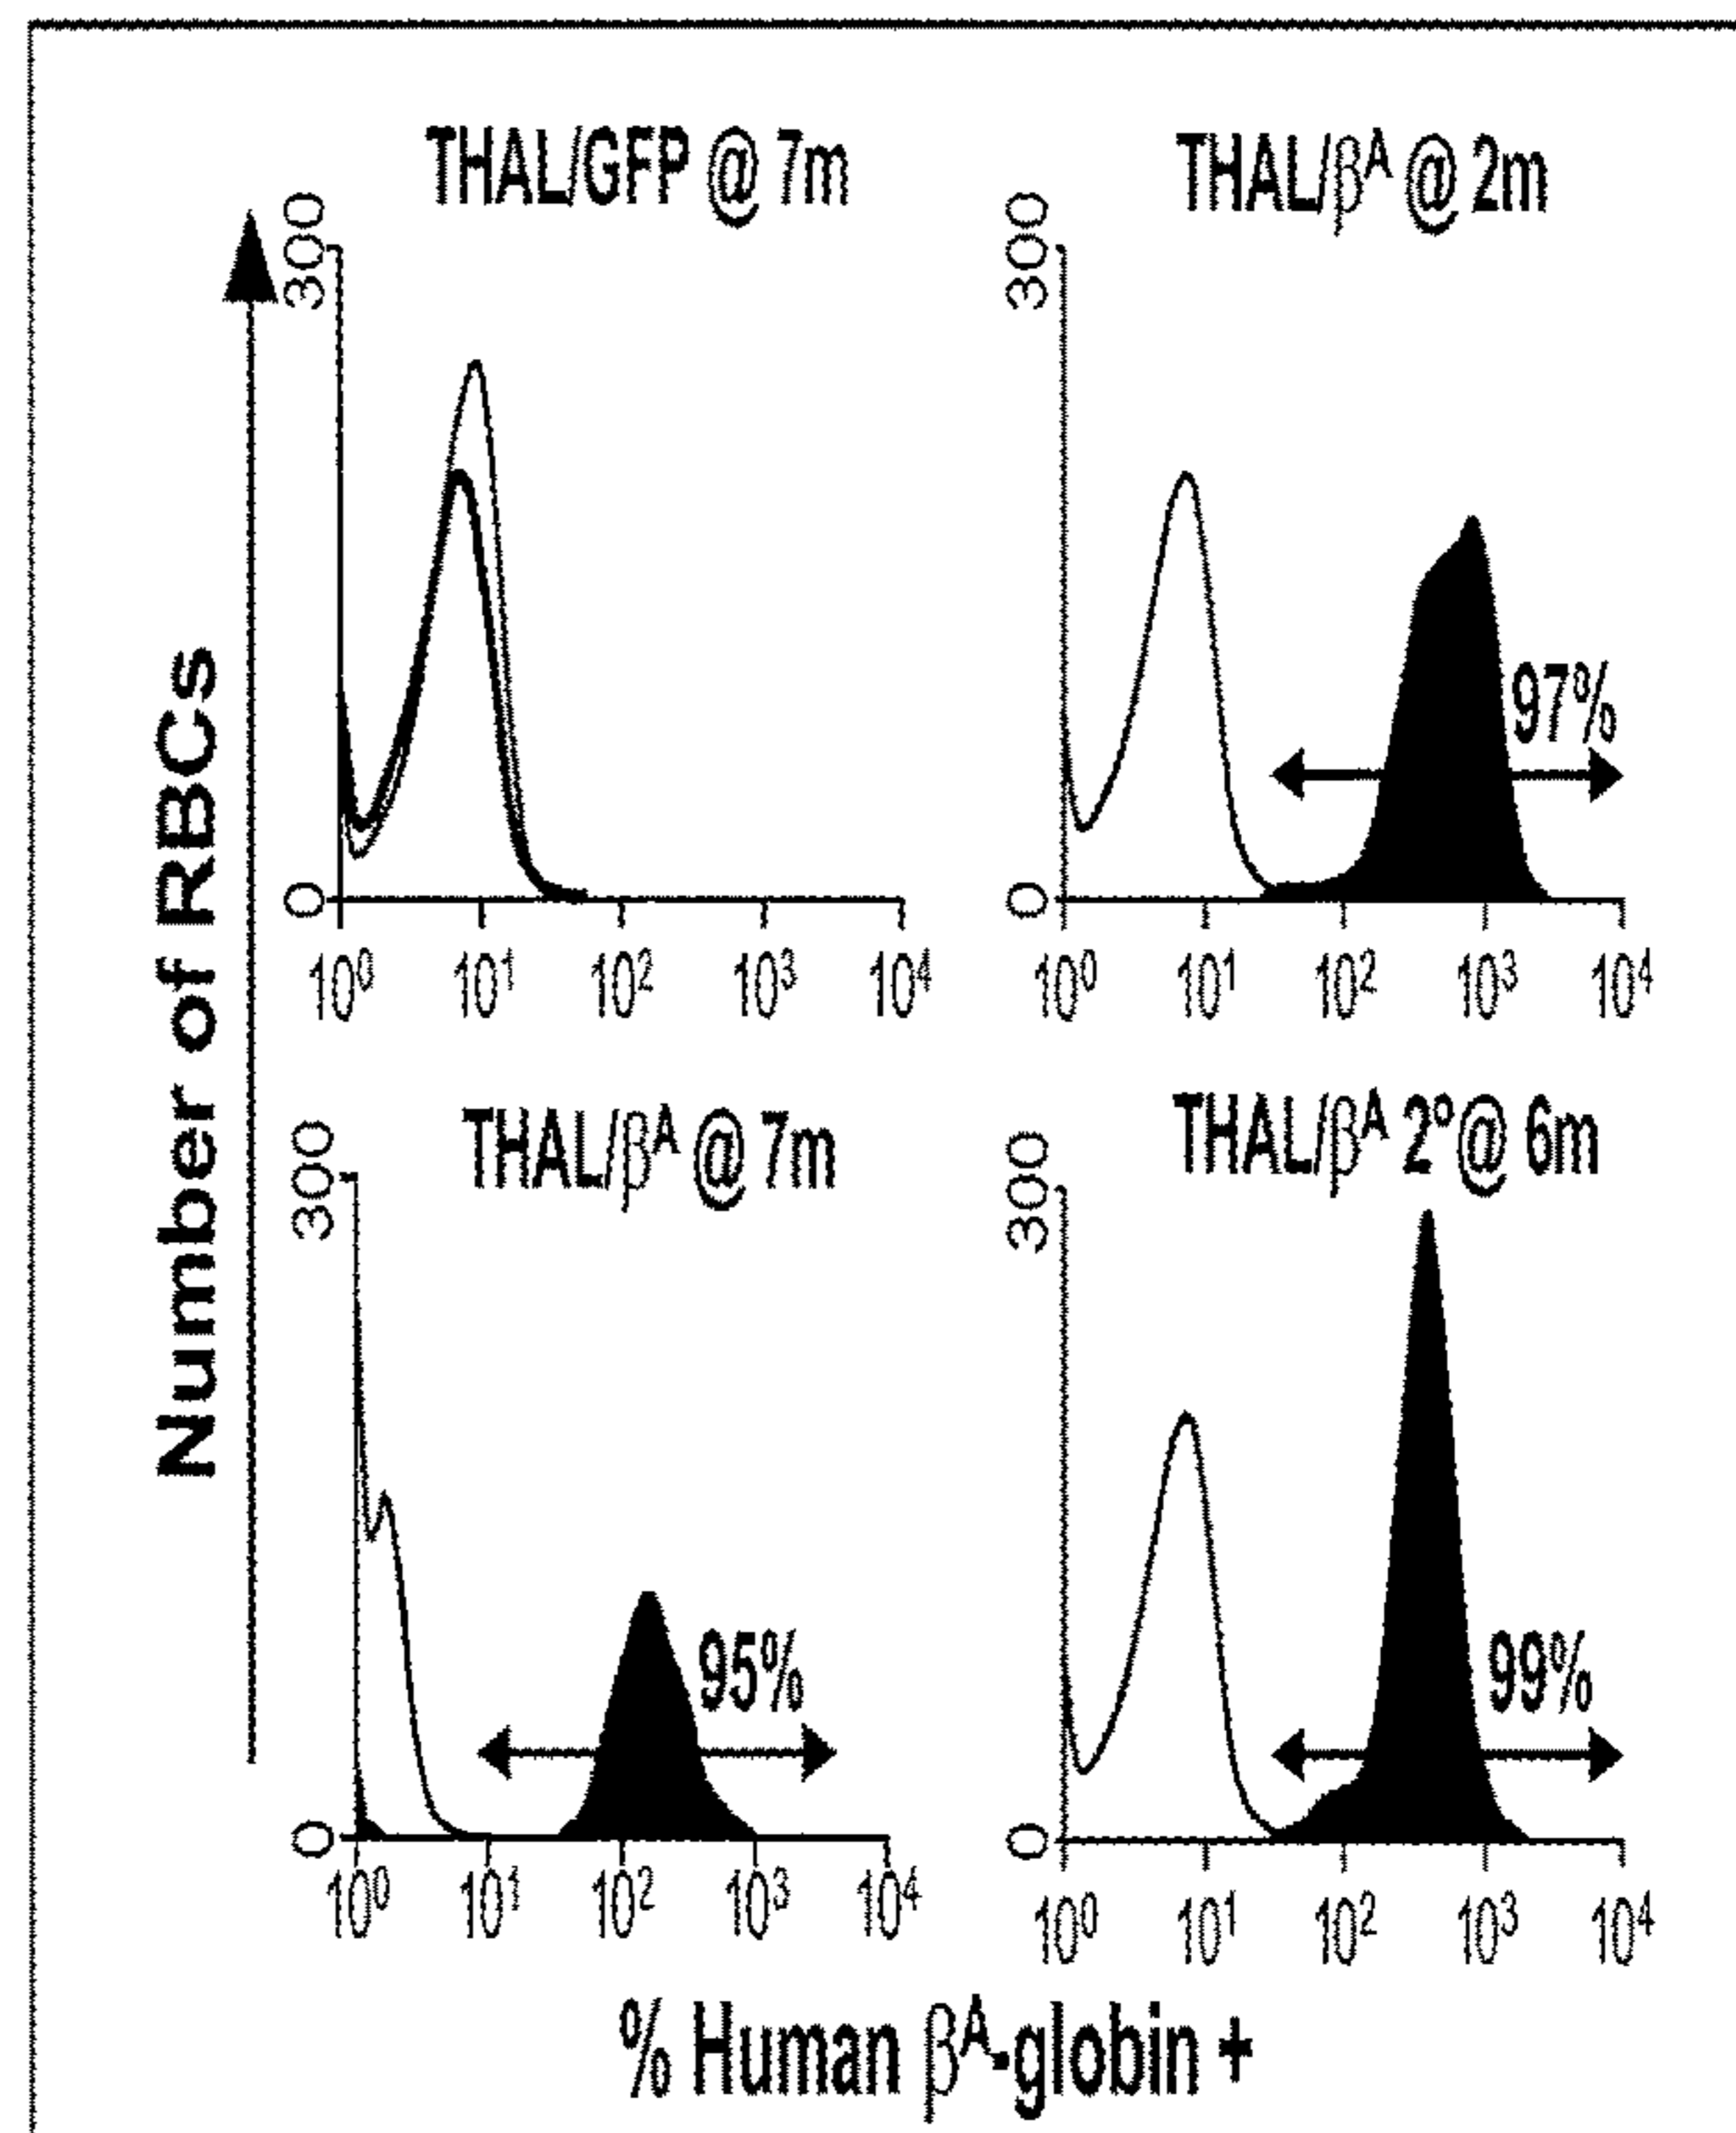 THAL/GFP @ 7m
THAL/βᴬ @ 2m
Number of RBCs
300
0
10⁰ 10¹ 10² 10³ 10⁴
300
97%
0
10⁰ 10¹ 10² 10³ 10⁴
THAL/βᴬ @ 7m
THAL/βᴬ 2º@ 6m
300
95%
0
10⁰ 10¹ 10² 10³ 10⁴
300
99%
0
10⁰ 10¹ 10² 10³ 10⁴
% Human βᴬ-globin +